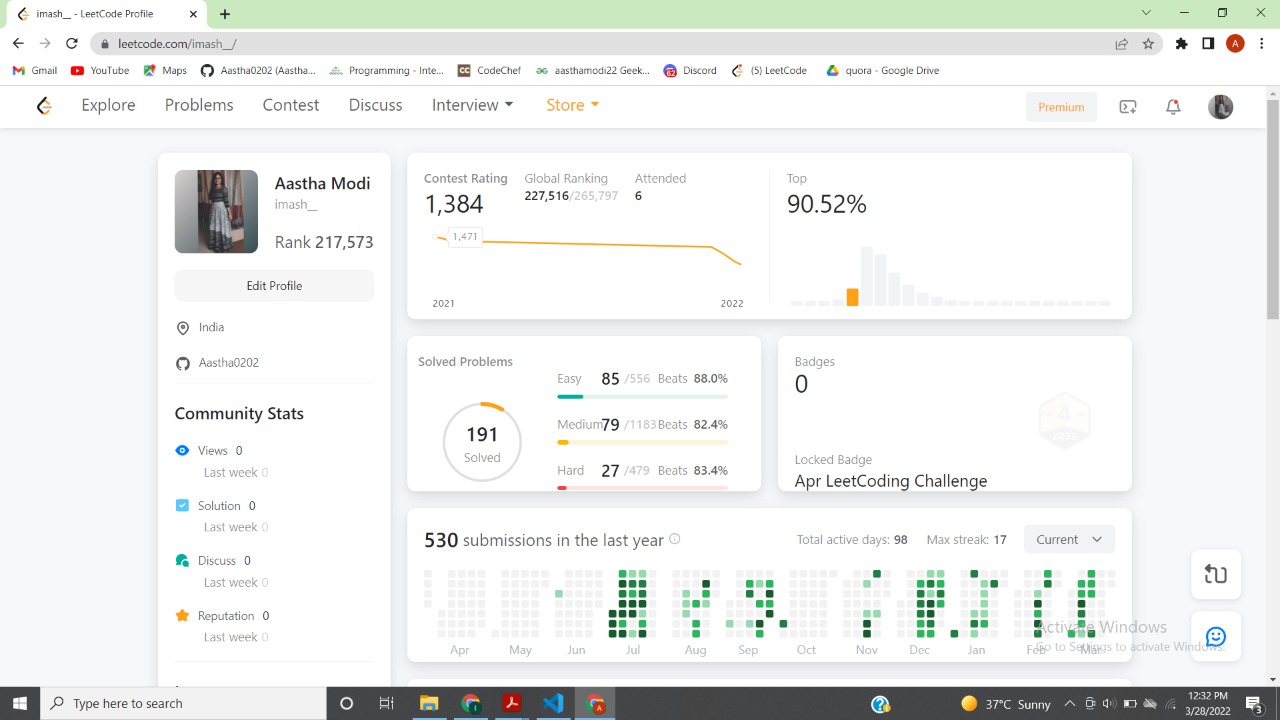 imash__ - LeetCode Profile
leetcode.com/imash__/
A
Gmail YouTube Maps Aastha0202 (Aastha... Programming - Inte... CodeChef aasthamodi22 Geek... Discord (5) LeetCode quora - Google Drive
Explore Problems Contest Discuss Interview Store Premium
Aastha Modi
imash__
Rank 217,573
Edit Profile
India
Aastha0202
Community Stats
Views 0
Last week 0
Solution 0
Last week 0
Discuss 0
Last week 0
Reputation 0
Last week 0
Contest Rating
1,384
Global Ranking
227,516/265,797
Attended
6
1,471
2021 2022
Top
90.52%
Solved Problems
191
Solved
Easy 85 /556 Beats 88.0%
Medium 79 /1183 Beats 82.4%
Hard 27 /479 Beats 83.4%
Badges
0
4
2022
Locked Badge
Apr LeetCoding Challenge
530 submissions in the last year
Total active days: 98 Max streak: 17 Current
Apr May Jun Jul Aug Sep Oct Nov Dec Jan Feb Mar
Activate Windows
Go to Settings to activate Windows.
Type here to search
37°C Sunny
12:32 PM
3/28/2022
3